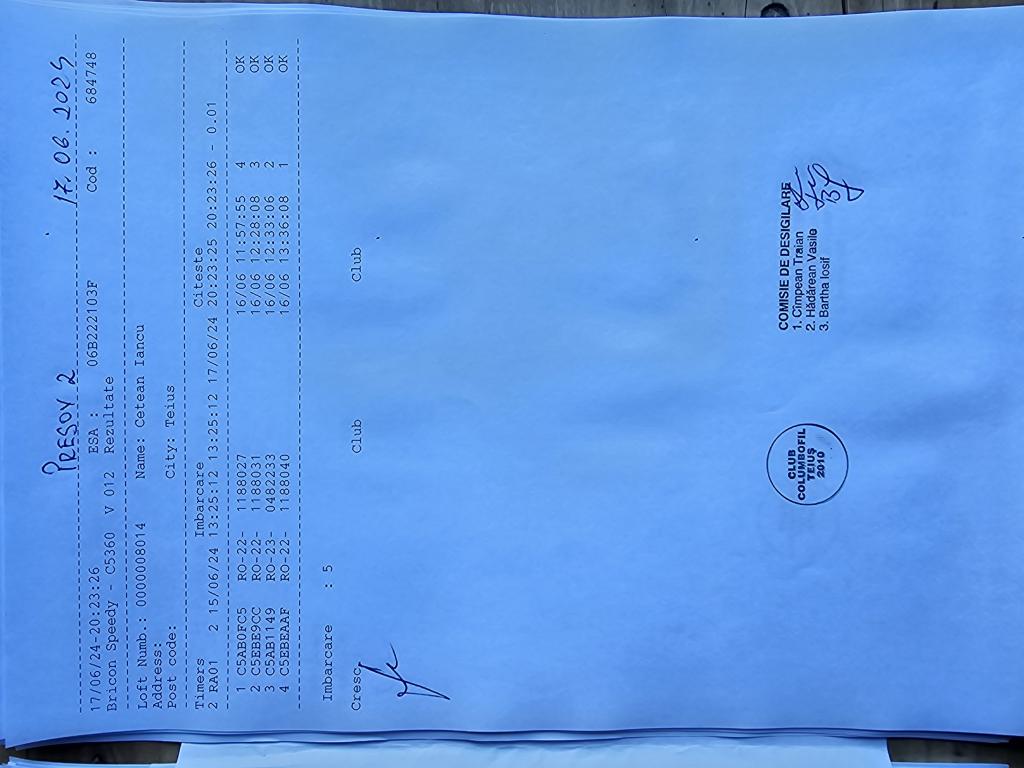 PRESOV 2 17.06.2024
17/06/24-20:23:26 ESA : 06B222103F Cod : 684748
Bricon Speedy - C5360 V 012 Rezultate
Loft Numb.: 0000008014 Name: Cetean Iancu
Address:
Post code: City: Teius
Timers Imbarcare Citeste
2 RA01 2 15/06/24 13:25:12 13:25:12 17/06/24 20:23:25 20:23:26 - 0.01
1 C5AB0FC5 RO-22- 1188027 16/06 11:57:55 4 OK
2 C5EBE9CC RO-22- 1188031 16/06 12:28:08 3 OK
3 C5AB1149 RO-23- 0482233 16/06 12:33:06 2 OK
4 C5EBEAAF RO-22- 1188040 16/06 13:36:08 1 OK
Imbarcare : 5
Cresc Club Club
CLUB
COLUMBOFIL
TEIUȘ
2010
COMISIE DE DESIGILARE
1. Cîmpean Traian
2. Hădărean Vasile
3. Bartha Iosif